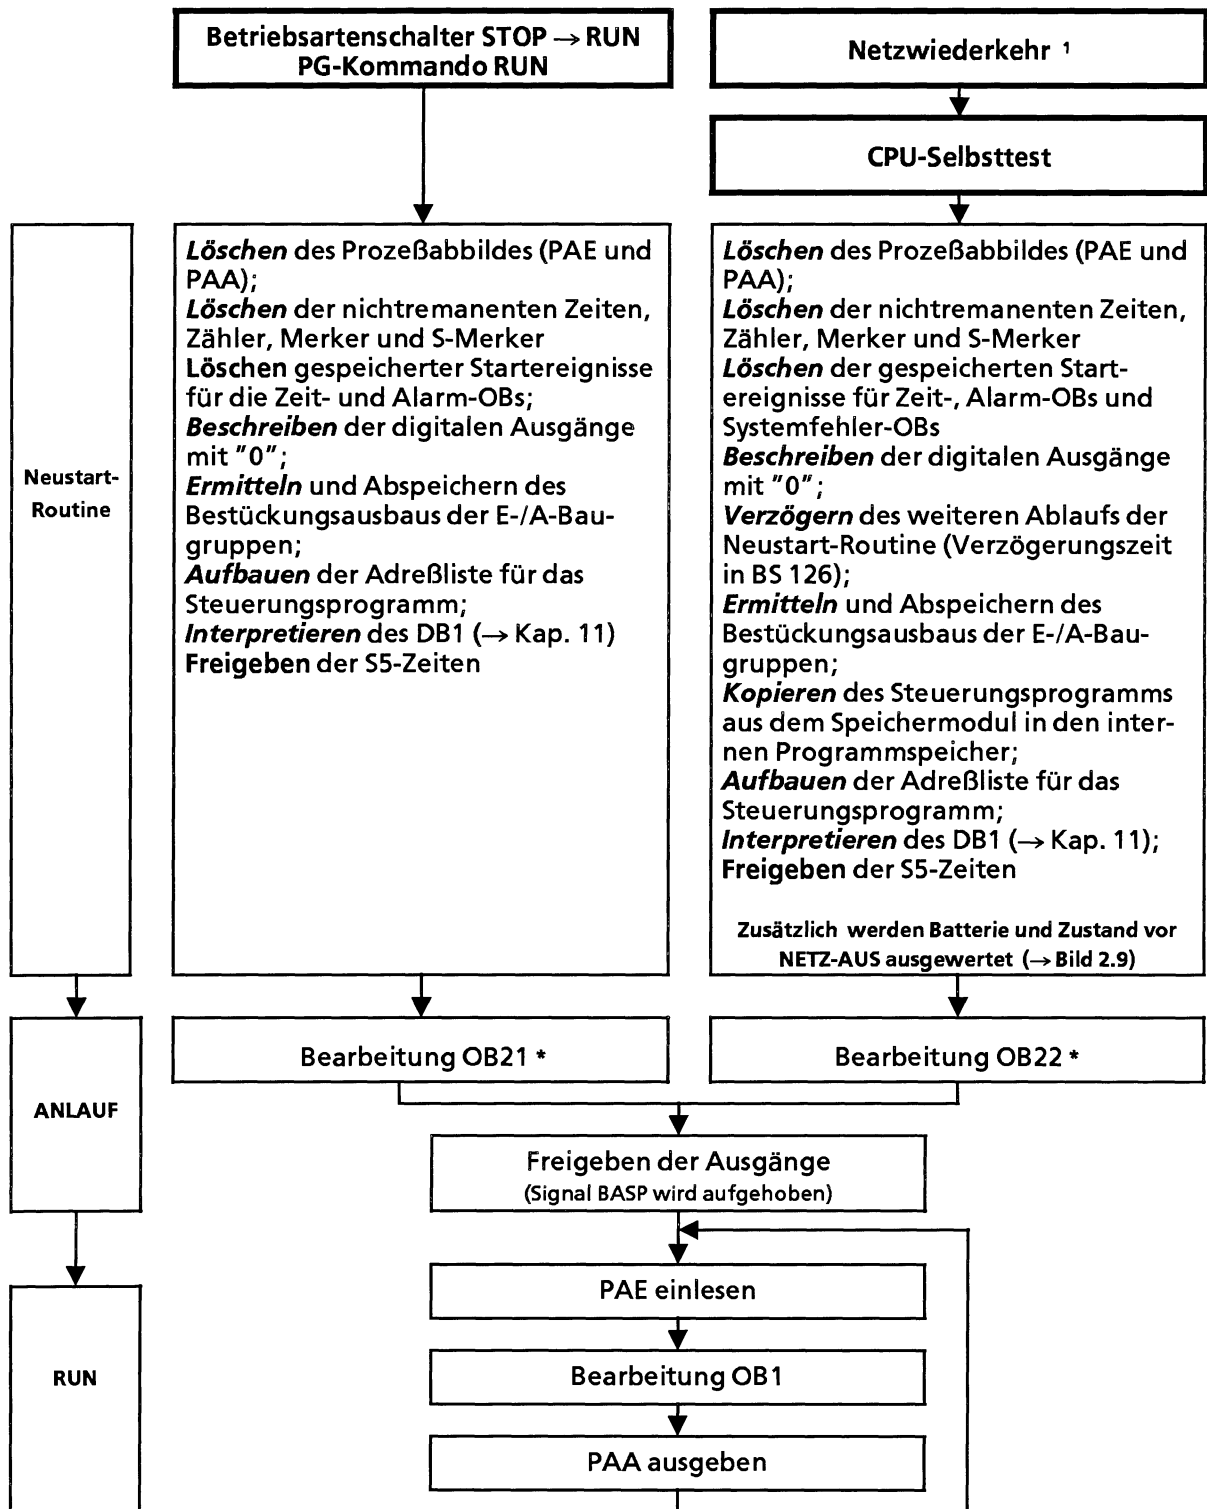 Betriebsartenschalter STOP → RUN
PG-Kommando RUN
Netzwiederkehr ¹
CPU-Selbsttest
Neustart-
Routine
Löschen des Prozeßabbildes (PAE und
PAA);
Löschen der nichtremanenten Zeiten,
Zähler, Merker und S-Merker
Löschen gespeicherter Startereignisse
für die Zeit- und Alarm-OBs;
Beschreiben der digitalen Ausgänge
mit "0";
Ermitteln und Abspeichern des
Bestückungsausbaus der E-/A-Bau-
gruppen;
Aufbauen der Adreßliste für das
Steuerungsprogramm;
Interpretieren des DB1 (→ Kap. 11)
Freigeben der S5-Zeiten
Löschen des Prozeßabbildes (PAE und
PAA);
Löschen der nichtremanenten Zeiten,
Zähler, Merker und S-Merker
Löschen der gespeicherten Start-
ereignisse für Zeit-, Alarm-OBs und
Systemfehler-OBs
Beschreiben der digitalen Ausgänge
mit "0";
Verzögern des weiteren Ablaufs der
Neustart-Routine (Verzögerungszeit
in BS 126);
Ermitteln und Abspeichern des
Bestückungsausbaus der E-/A-Bau-
gruppen;
Kopieren des Steuerungsprogramms
aus dem Speichermodul in den inter-
nen Programmspeicher;
Aufbauen der Adreßliste für das
Steuerungsprogramm;
Interpretieren des DB1 (→ Kap. 11);
Freigeben der S5-Zeiten
Zusätzlich werden Batterie und Zustand vor
NETZ-AUS ausgewertet (→ Bild 2.9)
ANLAUF
Bearbeitung OB21 *
Bearbeitung OB22 *
Freigeben der Ausgänge
(Signal BASP wird aufgehoben)
RUN
PAE einlesen
Bearbeitung OB1
PAA ausgeben